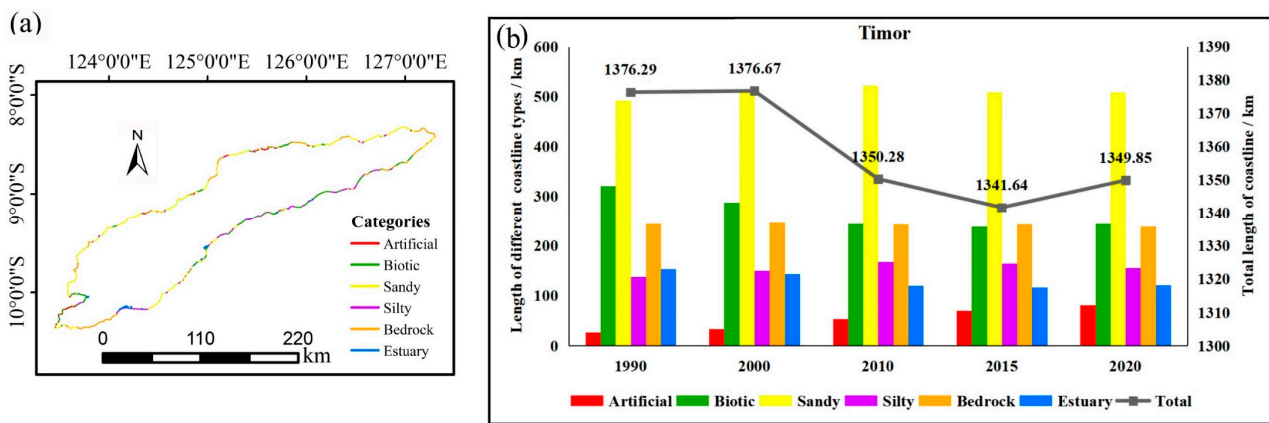 (a)
124°0'0"E 125°0'0"E 126°0'0"E 127°0'0"E
8°0'0"S
9°0'0"S
10°0'0"S
N
Categories
Artificial
Biotic
Sandy
Silty
Bedrock
Estuary
0 110 220
km
(b)
Timor
Length of different coastline types / km
600
500
400
300
200
100
0
1376.29 1376.67 1350.28 1341.64 1349.85
1390
1380
1370
1360
1350
1340
1330
1320
1310
1300
Total length of coastline / km
1990 2000 2010 2015 2020
Artificial Biotic Sandy Silty Bedrock Estuary Total